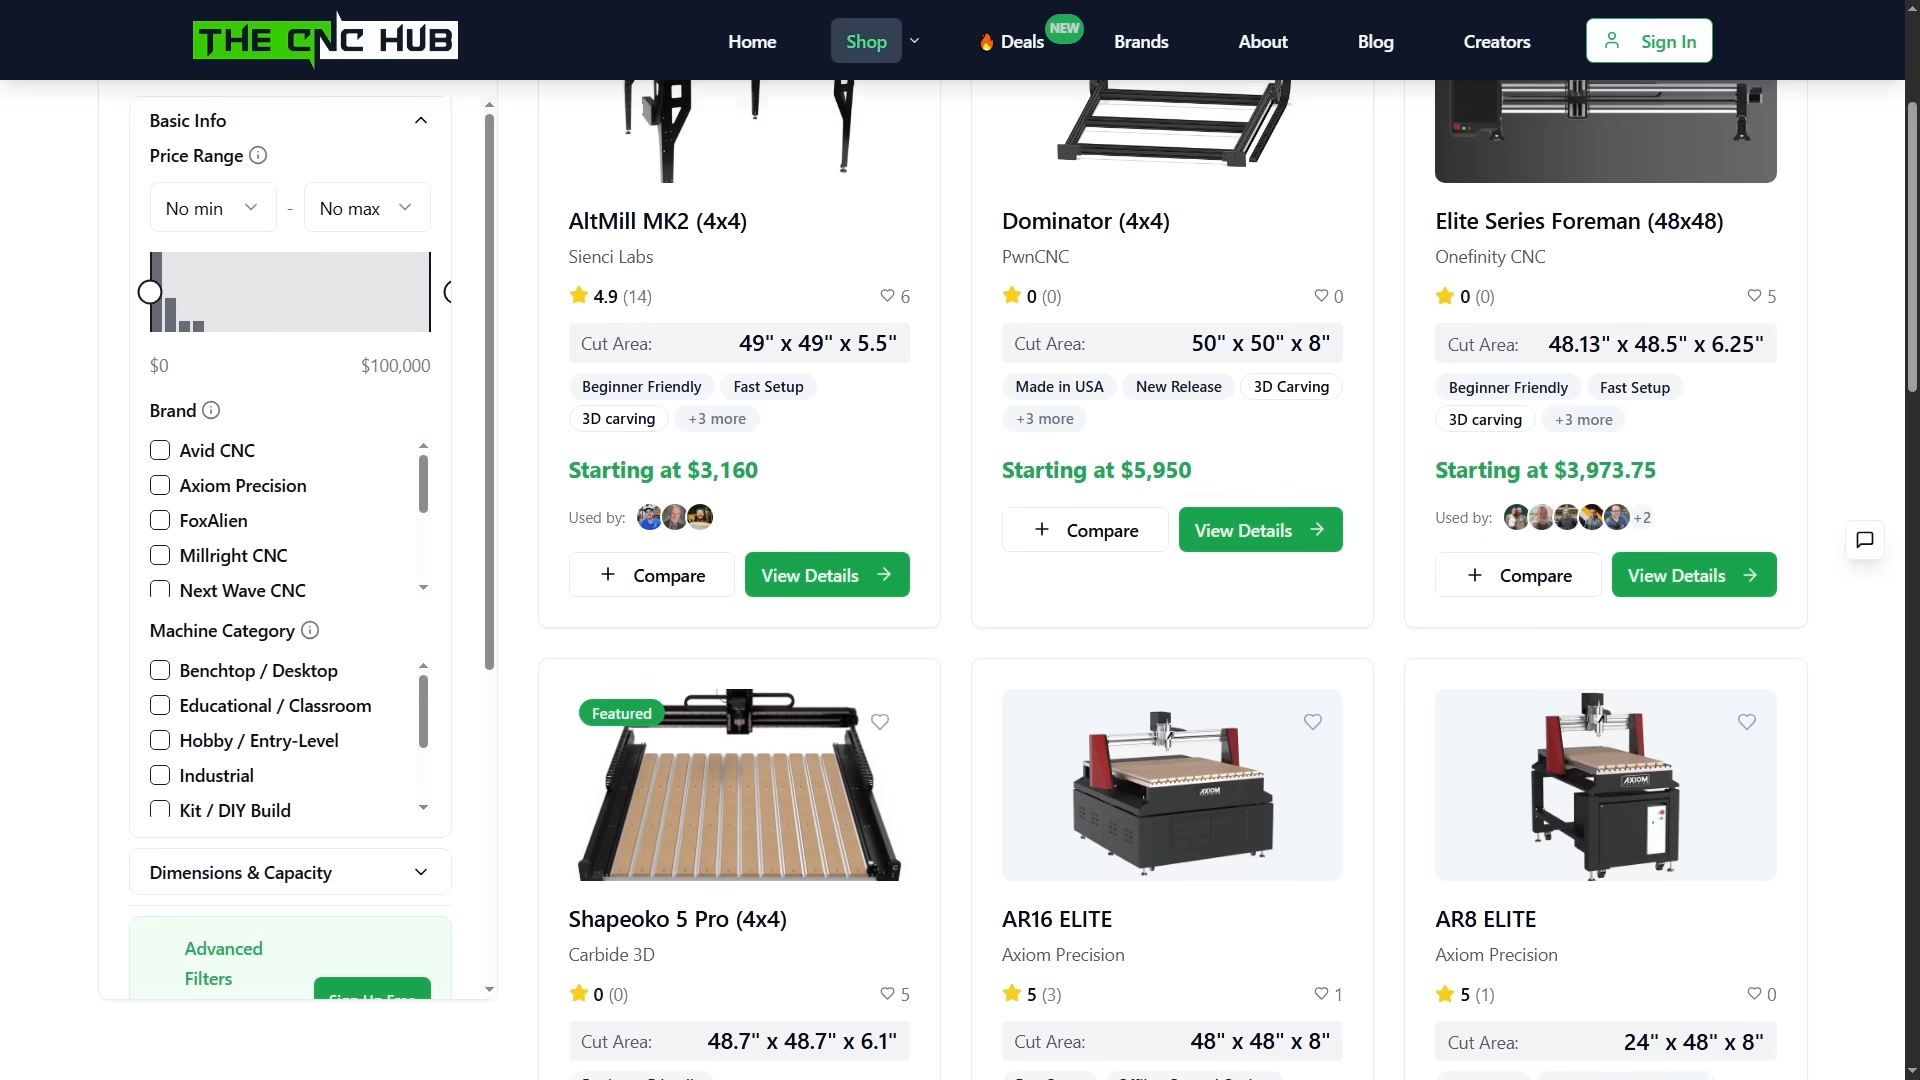 THE CNC HUB
Home
Shop
🔥 Deals
NEW
Brands
About
Blog
Creators
Sign In
Basic Info
Price Range
No min
-
No max
$0
$100,000
Brand
Avid CNC
Axiom Precision
FoxAlien
Millright CNC
Next Wave CNC
Machine Category
Benchtop / Desktop
Educational / Classroom
Hobby / Entry-Level
Industrial
Kit / DIY Build
Dimensions & Capacity
Advanced
Filters
Sign Up Free
AltMill MK2 (4x4)
Sienci Labs
4.9 (14)
6
Cut Area: 49" x 49" x 5.5"
Beginner Friendly
Fast Setup
3D carving
+3 more
Starting at $3,160
Used by:
Compare
View Details
Dominator (4x4)
PwnCNC
0 (0)
0
Cut Area: 50" x 50" x 8"
Made in USA
New Release
3D Carving
+3 more
Starting at $5,950
Compare
View Details
Elite Series Foreman (48x48)
Onefinity CNC
0 (0)
5
Cut Area: 48.13" x 48.5" x 6.25"
Beginner Friendly
Fast Setup
3D carving
+3 more
Starting at $3,973.75
Used by:
+2
Compare
View Details
Featured
Shapeoko 5 Pro (4x4)
Carbide 3D
0 (0)
5
Cut Area: 48.7" x 48.7" x 6.1"
AXIOM
AR16 ELITE
Axiom Precision
5 (3)
1
Cut Area: 48" x 48" x 8"
AXIOM
AR8 ELITE
Axiom Precision
5 (1)
0
Cut Area: 24" x 48" x 8"